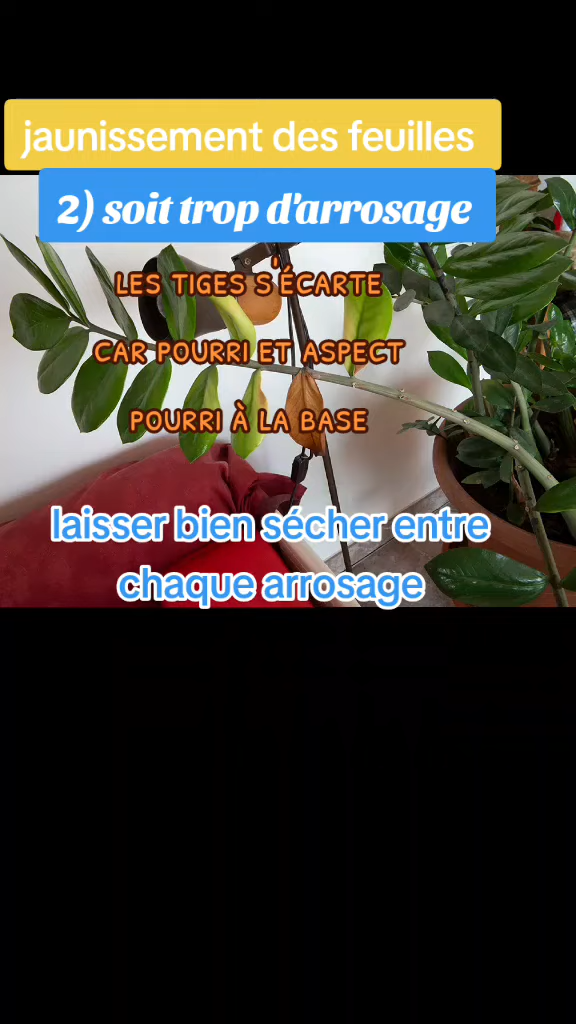 jaunissement des feuilles
2) soit trop d'arrosage
LES TIGES S'ÉCARTE
CAR POURRI ET ASPECT
POURRI À LA BASE
laisser bien sécher entre
chaque arrosage